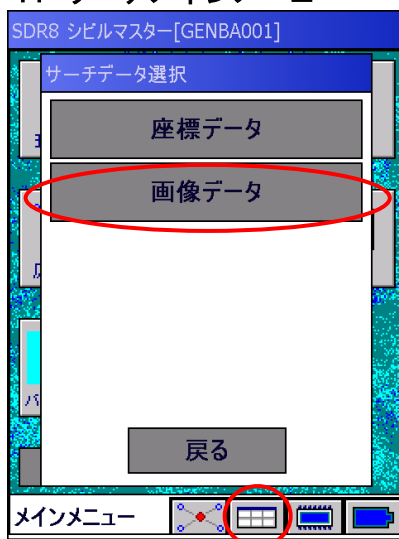 SDR8 シビルマスター[GENBA001]
サーチデータ選択
座標データ
画像データ
戻る
メインメニュー